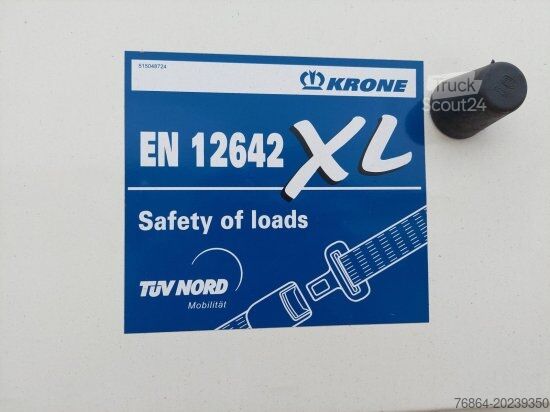 515048724
KRONE
Truck
Scout24
EN 12642 XL
Safety of loads
TÜV NORD
Mobilität
76864-20239350